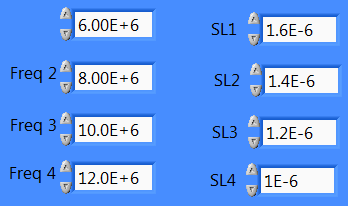 6.00E+6 SL1 1.6E-6
Freq 2 8.00E+6 SL2 1.4E-6
Freq 3 10.0E+6 SL3 1.2E-6
Freq 4 12.0E+6 SL4 1E-6